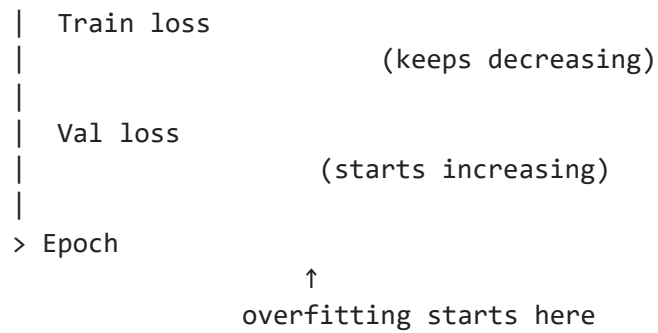 | Train loss
| (keeps decreasing)
|
| Val loss
| (starts increasing)
|
> Epoch
↑
overfitting starts here